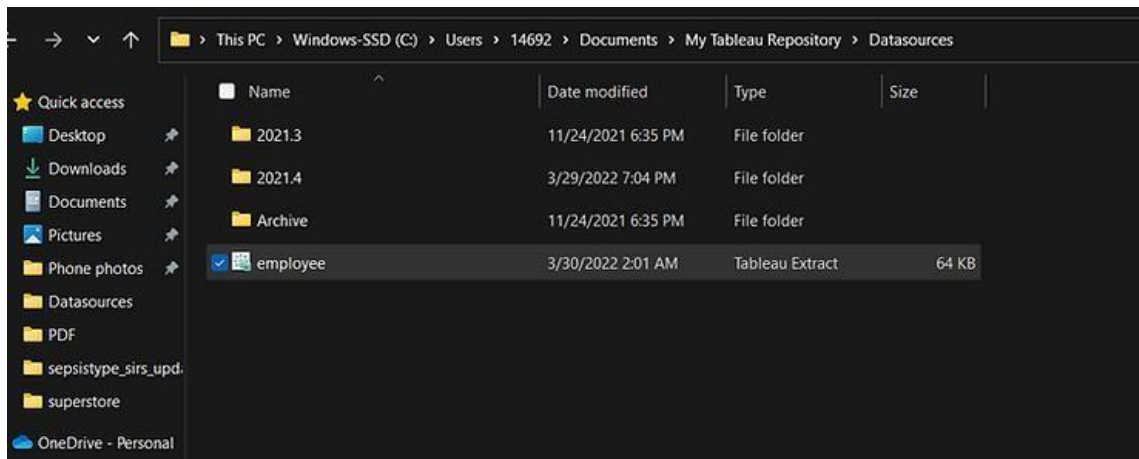 This PC > Windows-SSD (C:) > Users > 14692 > Documents > My Tableau Repository > Datasources
Quick access
Desktop
Downloads
Documents
Pictures
Phone photos
Datasources
PDF
sepsistype_sirs_upd
superstore
OneDrive - Personal
Name Date modified Type Size
2021.3 11/24/2021 6:35 PM File folder
2021.4 3/29/2022 7:04 PM File folder
Archive 11/24/2021 6:35 PM File folder
employee 3/30/2022 2:01 AM Tableau Extract 64 KB